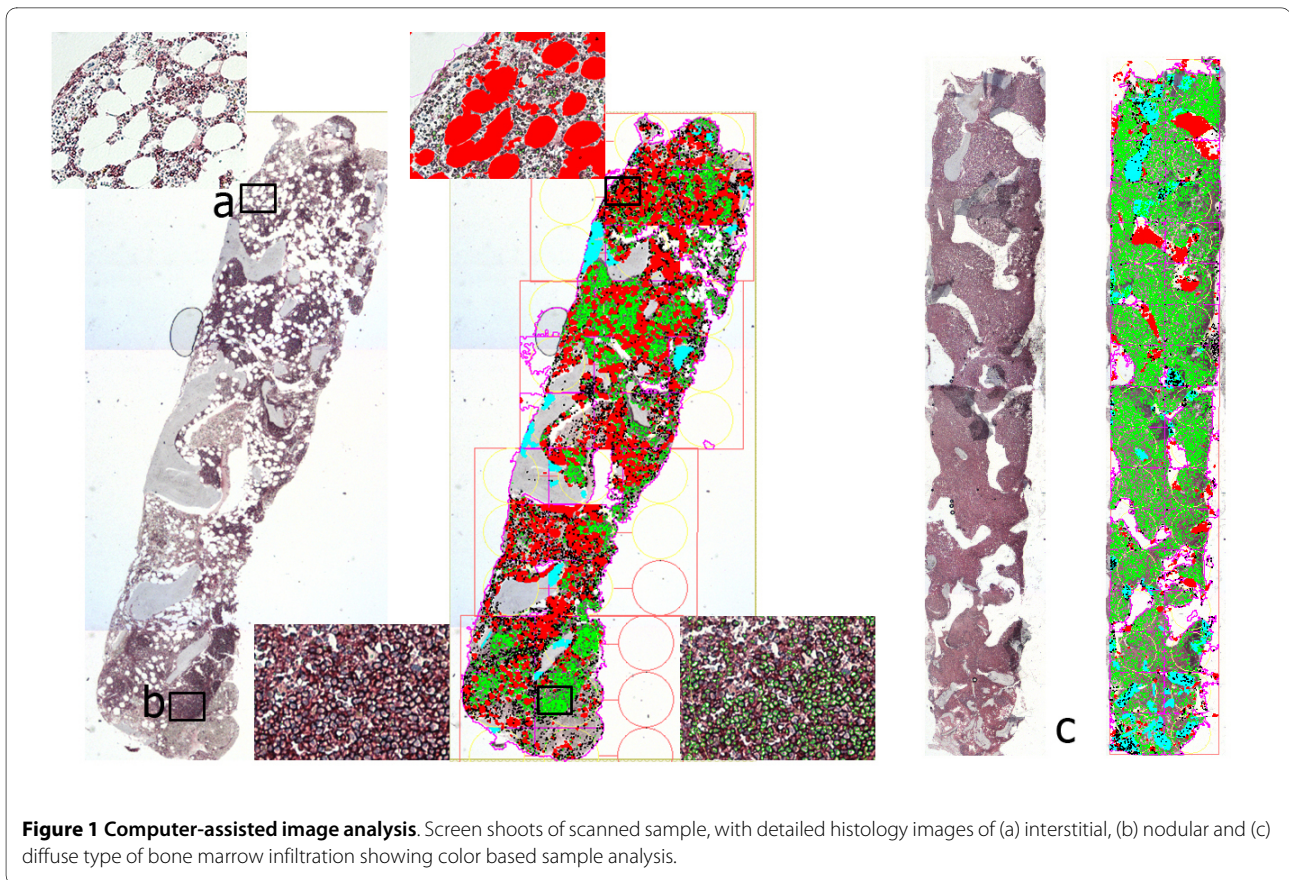 a
b
c
Figure 1 Computer-assisted image analysis. Screen shoots of scanned sample, with detailed histology images of (a) interstitial, (b) nodular and (c)
diffuse type of bone marrow infiltration showing color based sample analysis.